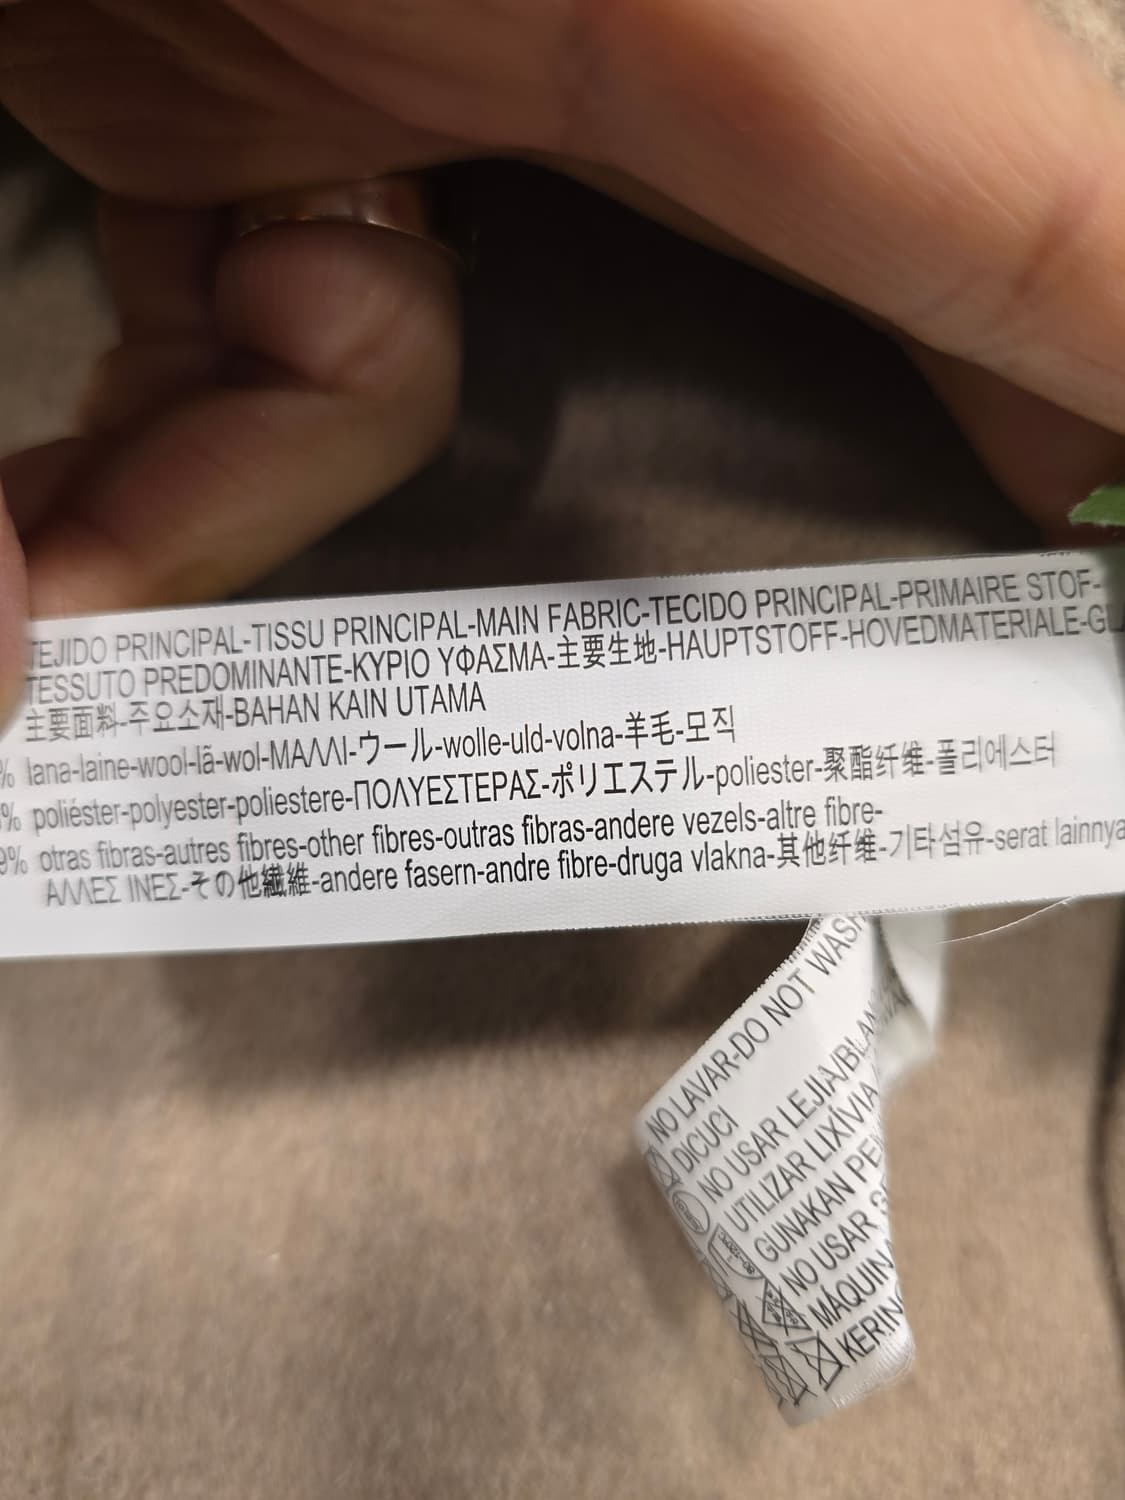 TEJIDO PRINCIPAL-TISSU PRINCIPAL-MAIN FABRIC-TECIDO PRINCIPAL-PRIMAIRE STOF-
TESSUTO PREDOMINANTE-ΚΥΡΙΟ ΥΦΑΣΜΑ-主要生地-HAUPTSTOFF-HOVEDMATERIALE-
主要面料-주요소재-BAHAN KAIN UTAMA
% lana-laine-wool-lã-wol-ΜΑΛΛΙ-ウール-wolle-uld-volna-羊毛-모직
% poliéster-polyester-poliestere-ΠΟΛΥΕΣΤΕΡΑΣ-ポリエステル-poliester-聚酯纤维-폴리에스터
9% otras fibras-autres fibres-other fibres-outras fibras-andere vezels-altre fibre-
ΑΛΛΕΣ ΙΝΕΣ-その他繊維-andere fasern-andre fibre-druga vlakna-其他纤维-기타섬유-serat lainnya
NO LAVAR-DO NOT WASH
DICUCI
NO USAR LEJIA/BLAN
UTILIZAR LIXÍVIA
GUNAKAN PE
NO USAR
MÁQUINA
KERING